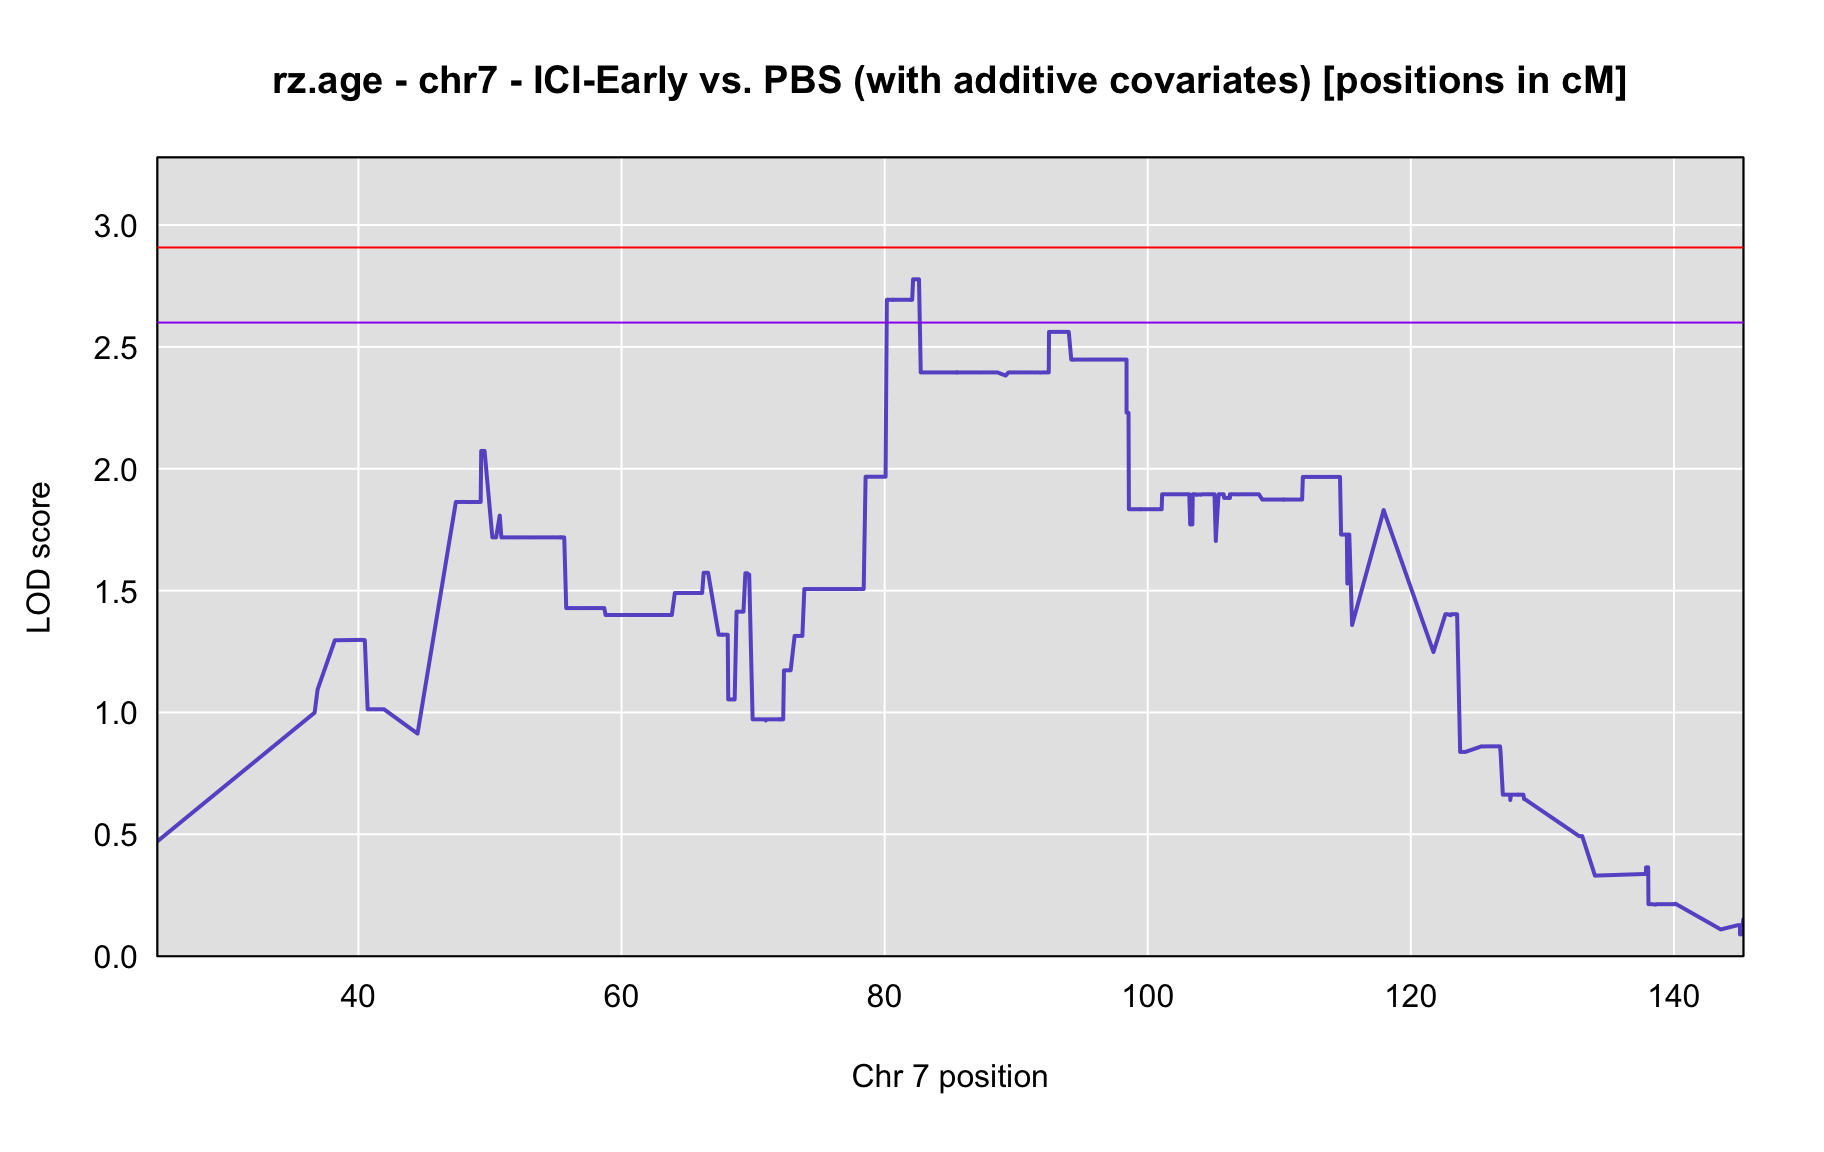 rz.age - chr7 - ICI-Early vs. PBS (with additive covariates) [positions in cM]
3.0
2.5
2.0
1.5
1.0
0.5
0.0
LOD score
40 60 80 100 120 140
Chr 7 position